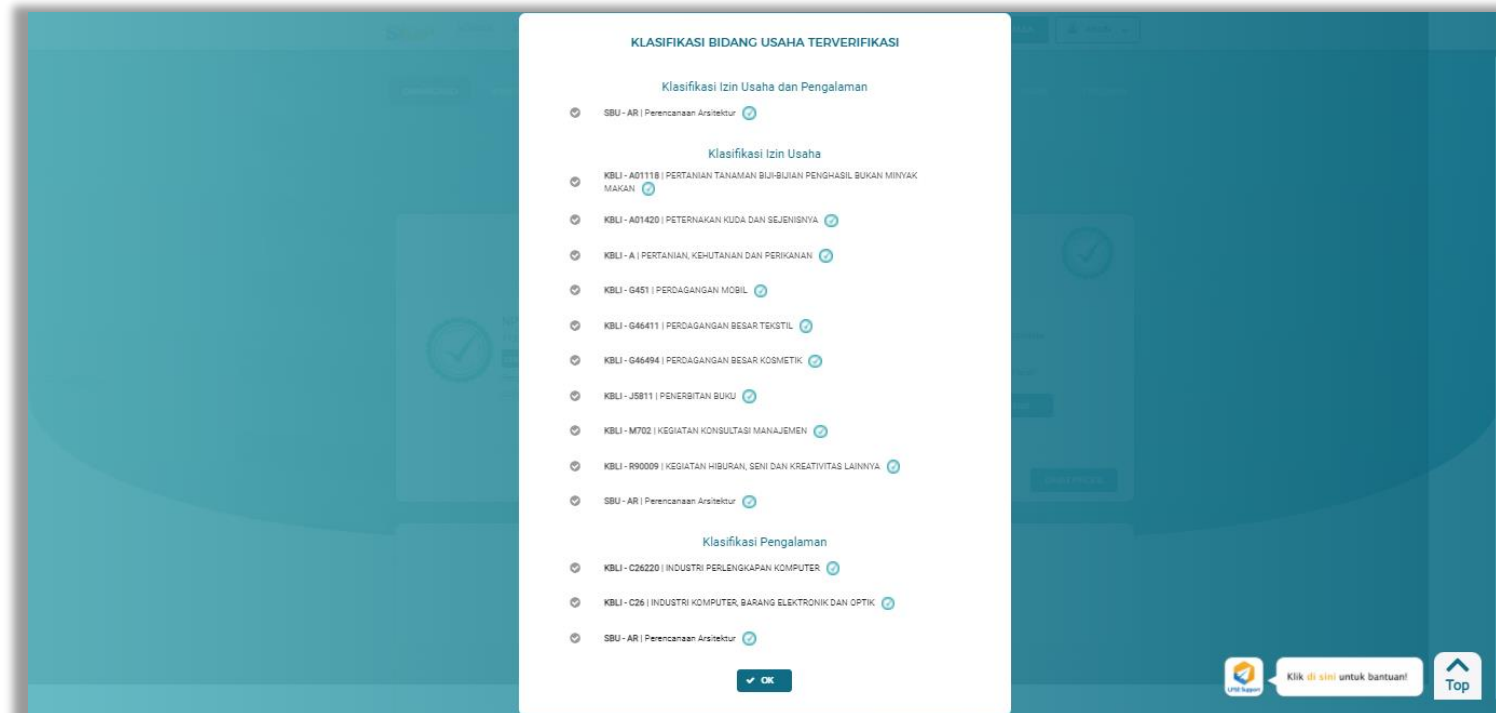 KLASIFIKASI BIDANG USAHA TERVERIFIKASI
Klasifikasi Izin Usaha dan Pengalaman
SBU - AR | Perencanaan Arsitektur
Klasifikasi Izin Usaha
KBLI - A01118 | PERTANIAN TANAMAN BIJI-BIJIAN PENGHASIL BUKAN MINYAK
MAKAN
KBLI - A01420 | PETERNAKAN KUDA DAN SEJENISNYA
KBLI - A | PERTANIAN, KEHUTANAN DAN PERIKANAN
KBLI - G451 | PERDAGANGAN MOBIL
KBLI - G46411 | PERDAGANGAN BESAR TEKSTIL
KBLI - G46494 | PERDAGANGAN BESAR KOSMETIK
KBLI - J5811 | PENERBITAN BUKU
KBLI - M702 | KEGIATAN KONSULTASI MANAJEMEN
KBLI - R90009 | KEGIATAN HIBURAN, SENI DAN KREATIVITAS LAINNYA
SBU - AR | Perencanaan Arsitektur
Klasifikasi Pengalaman
KBLI - C26220 | INDUSTRI PERLENGKAPAN KOMPUTER
KBLI - C26 | INDUSTRI KOMPUTER, BARANG ELEKTRONIK DAN OPTIK
SBU - AR | Perencanaan Arsitektur
OK
LPSE Support
Klik di sini untuk bantuan!
Top